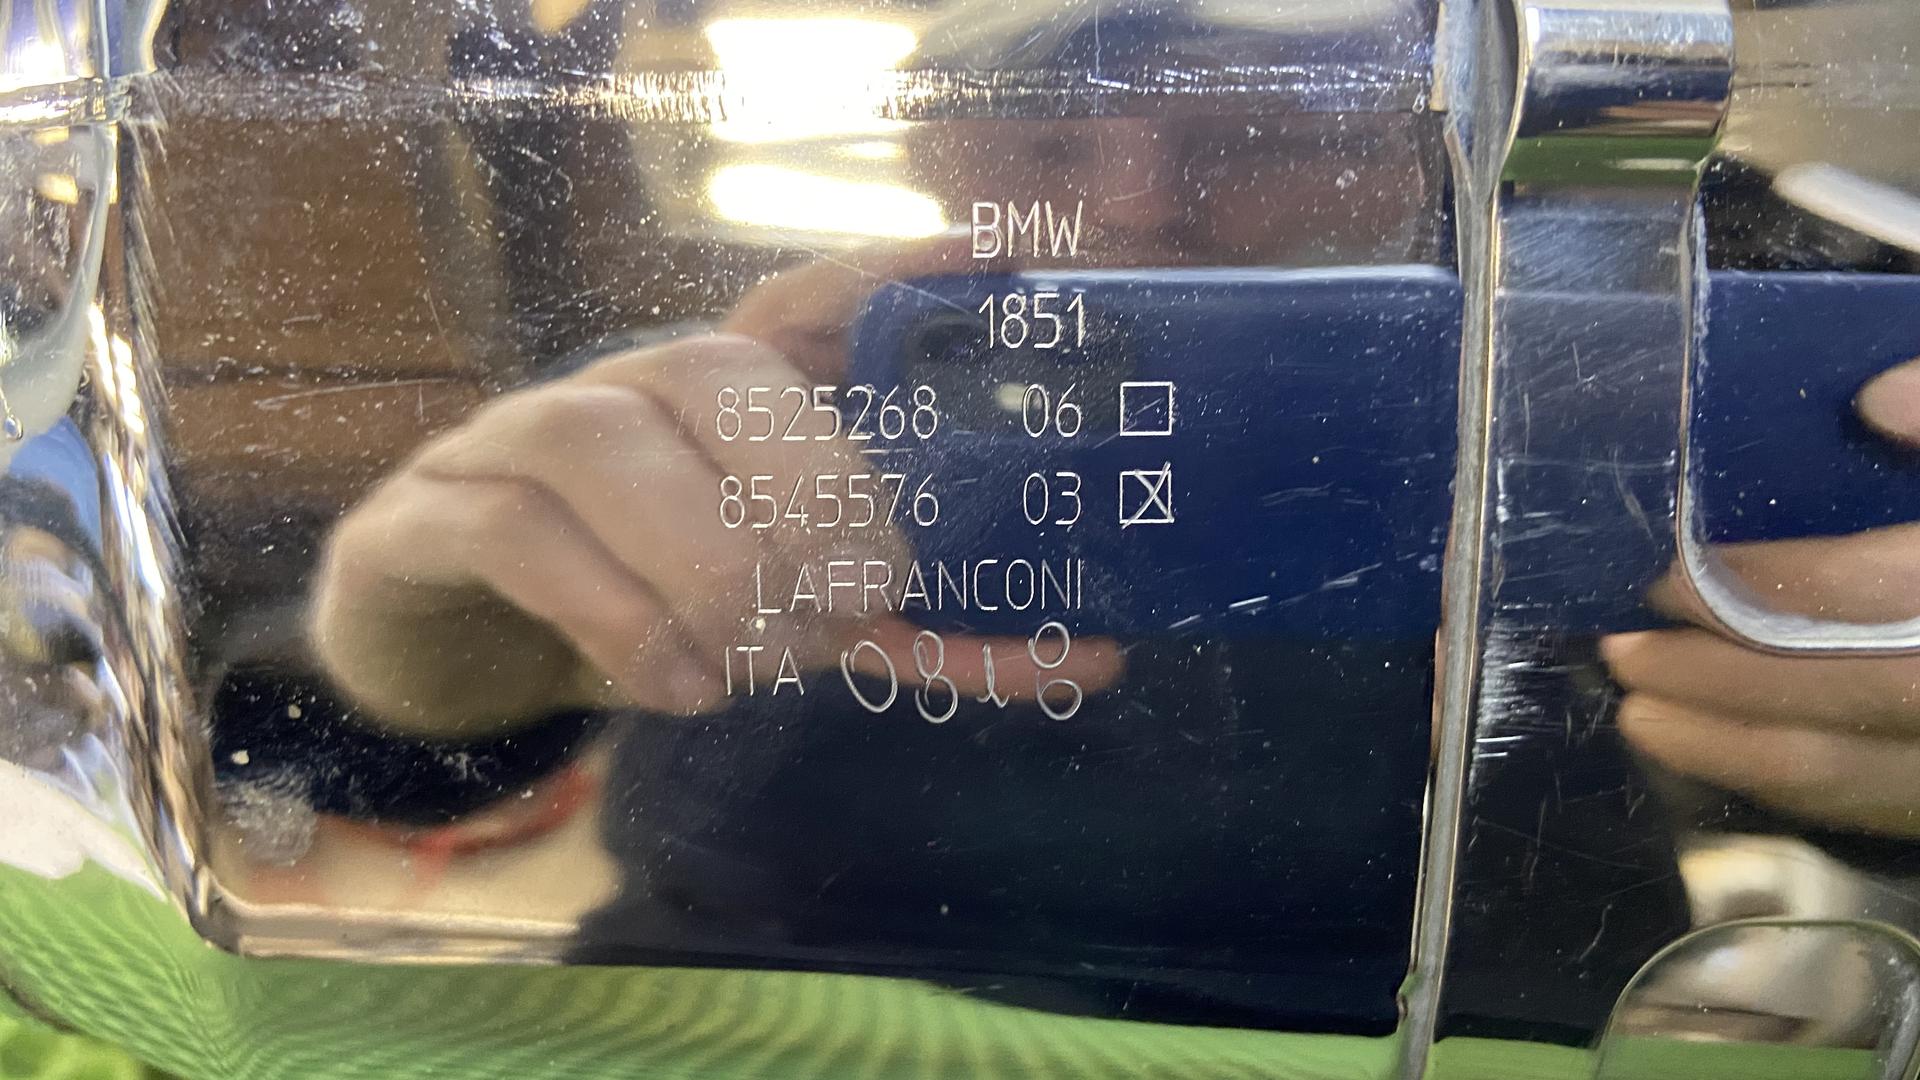 BMW
1851
8525268 06 ☐
8545576 03 ☒
LAFRANCONI
ITA 0818